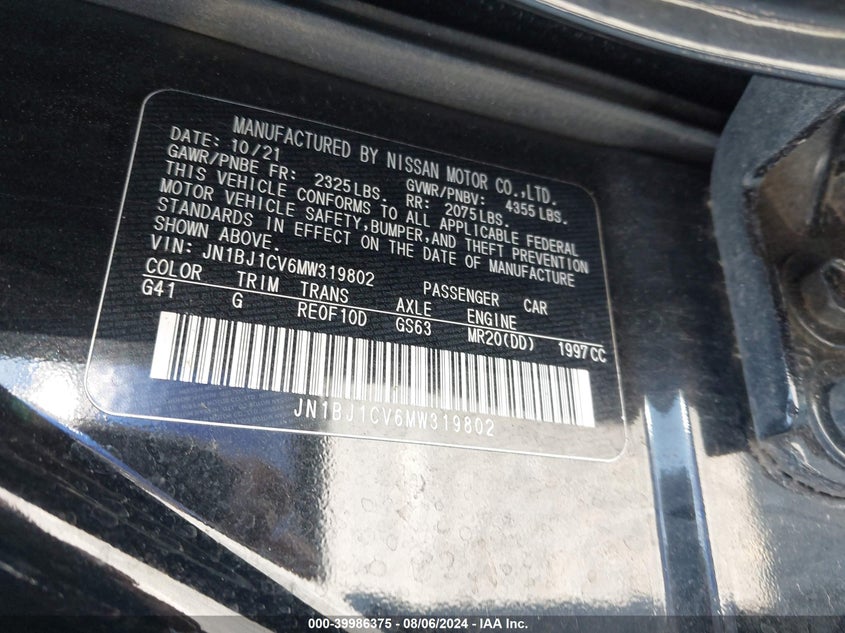 MANUFACTURED BY NISSAN MOTOR CO.,LTD.
DATE: 10/21 GVWR/PNBV: 4355 LBS.
GAWR/PNBE FR: 2325LBS. RR: 2075LBS.
THIS VEHICLE CONFORMS TO ALL APPLICABLE FEDERAL
MOTOR VEHICLE SAFETY,BUMPER,AND THEFT PREVENTION
STANDARDS IN EFFECT ON THE DATE OF MANUFACTURE
SHOWN ABOVE.
VIN: JN1BJ1CV6MW319802 PASSENGER CAR
COLOR TRIM TRANS AXLE ENGINE
G41 G RE0F10D GS63 MR20(DD) 1997CC
JN1BJ1CV6MW319802
000-39986375 - 08/06/2024 - IAA Inc.